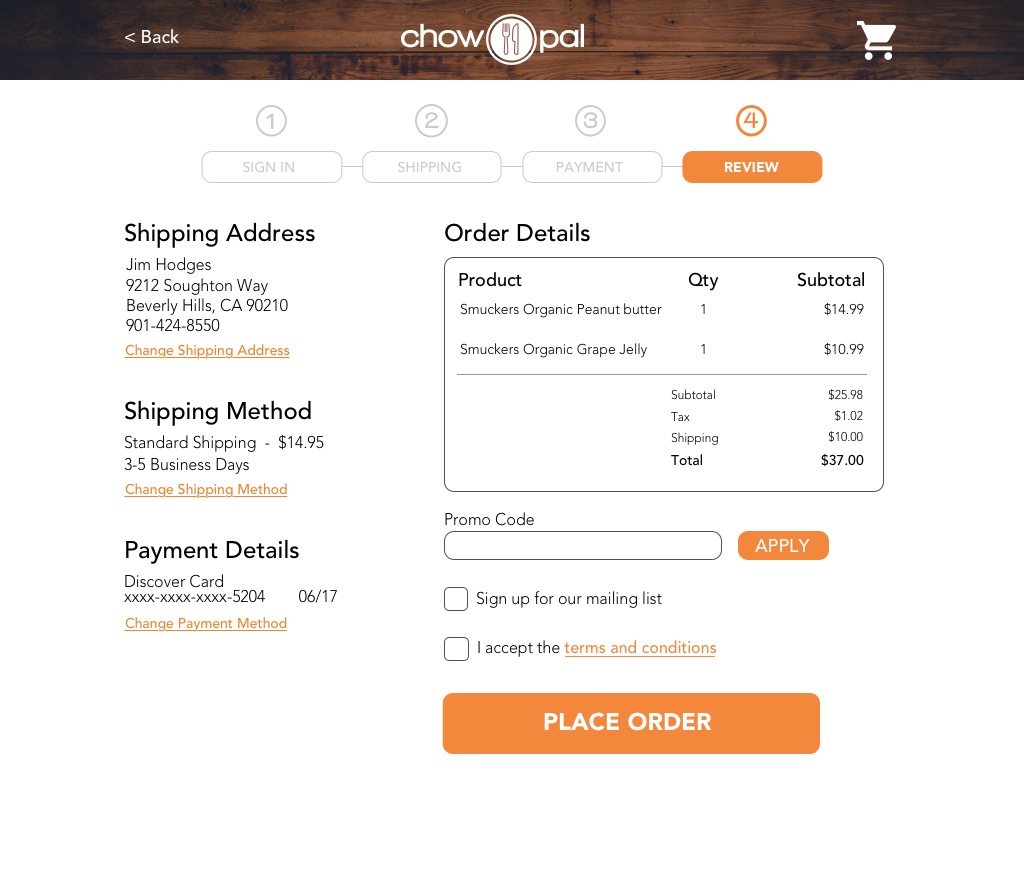 < Back
chow pal
1 2 3 4
SIGN IN SHIPPING PAYMENT REVIEW
Shipping Address
Jim Hodges
9212 Soughton Way
Beverly Hills, CA 90210
901-424-8550
Change Shipping Address
Shipping Method
Standard Shipping - $14.95
3-5 Business Days
Change Shipping Method
Payment Details
Discover Card
xxxx-xxxx-xxxx-5204 06/17
Change Payment Method
Order Details
Product Qty Subtotal
Smuckers Organic Peanut butter 1 $14.99
Smuckers Organic Grape Jelly 1 $10.99
Subtotal $25.98
Tax $1.02
Shipping $10.00
Total $37.00
Promo Code
APPLY
Sign up for our mailing list
I accept the terms and conditions
PLACE ORDER